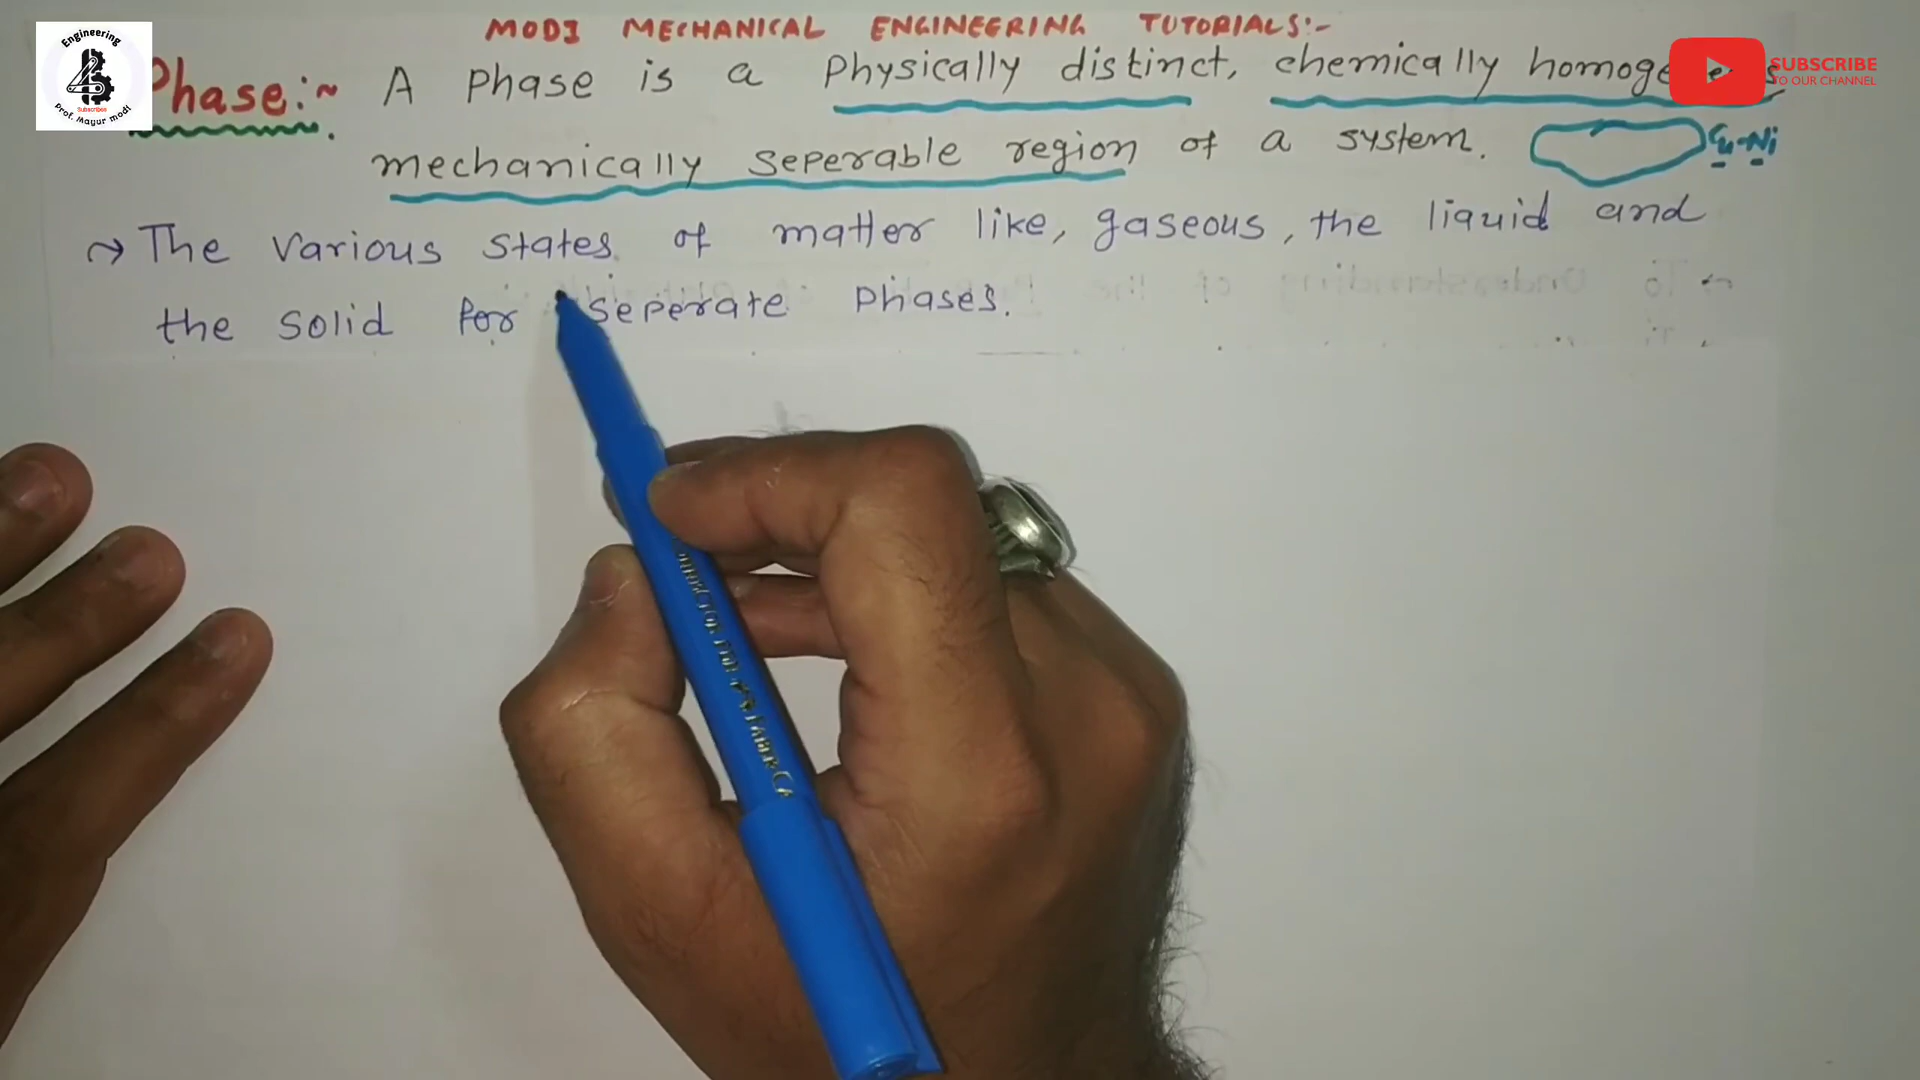 MODI MECHANICAL ENGINEERING TUTORIALS:-
Engineering
Subscribes
Prof. Mayur modi
Phase:~ A Phase is a Physically distinct, chemically
SUBSCRIBE
TO OUR CHANNEL
mechanically seperable region of a system. Cu-Ni
~> The various states of matter like, gaseous, the liquid and
the solid for seperate phases.